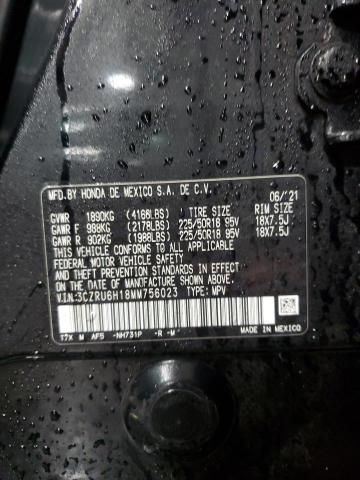 MFD.BY HONDA DE MEXICO S.A. DE C.V. 06/'21
GVWR 1890KG (4166LBS) TIRE SIZE RIM SIZE
GAWR F 988KG (2178LBS) 225/50R18 95V 18X7.5J
GAWR R 902KG (1988LBS) 225/50R18 95V 18X7.5J
THIS VEHICLE CONFORMS TO ALL APPLICABLE
FEDERAL MOTOR VEHICLE SAFETY AND
THEFT PREVENTION STANDARDS IN EFFECT ON
THE DATE OF MANUFACTURE SHOWN ABOVE.
V.I.N:3CZRU6H18MM756023 TYPE: MPV
T7X M AF5 -NH731P -R -M- MADE IN MEXICO